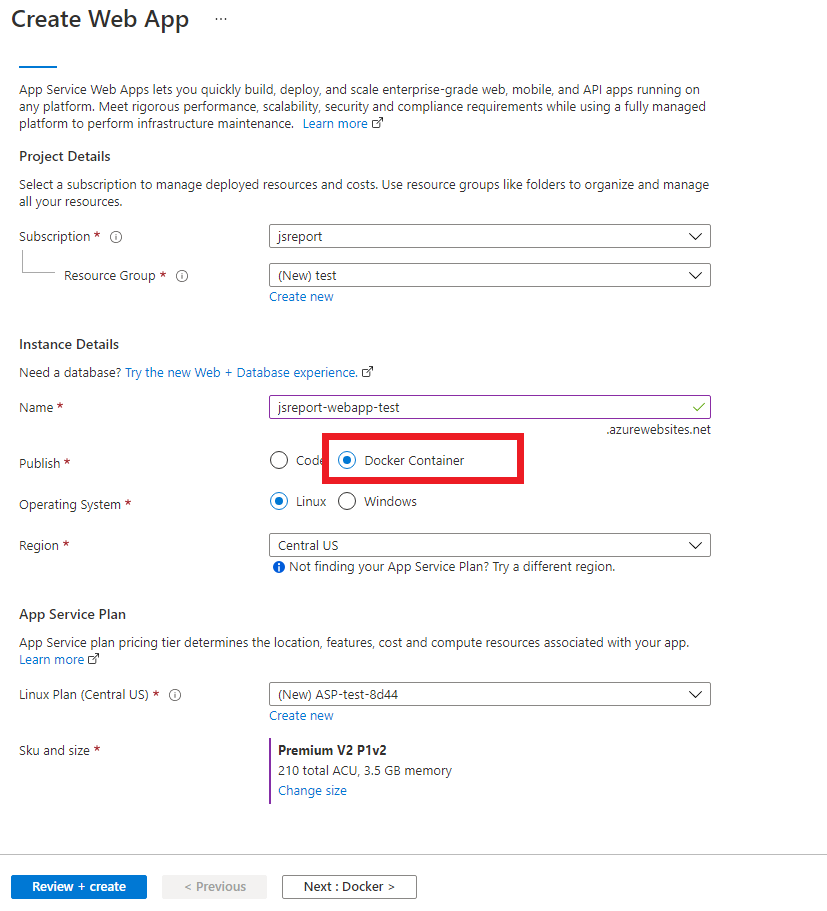 Create Web App ...
App Service Web Apps lets you quickly build, deploy, and scale enterprise-grade web, mobile, and API apps running on
any platform. Meet rigorous performance, scalability, security and compliance requirements while using a fully managed
platform to perform infrastructure maintenance. Learn more
Project Details
Select a subscription to manage deployed resources and costs. Use resource groups like folders to organize and manage
all your resources.
Subscription * jsreport
Resource Group * (New) test
Create new
Instance Details
Need a database? Try the new Web + Database experience.
Name * jsreport-webapp-test
.azurewebsites.net
Publish * Code Docker Container
Operating System * Linux Windows
Region * Central US
Not finding your App Service Plan? Try a different region.
App Service Plan
App Service plan pricing tier determines the location, features, cost and compute resources associated with your app.
Learn more
Linux Plan (Central US) * (New) ASP-test-8d44
Create new
Sku and size * Premium V2 P1v2
210 total ACU, 3.5 GB memory
Change size
Review + create < Previous Next : Docker >